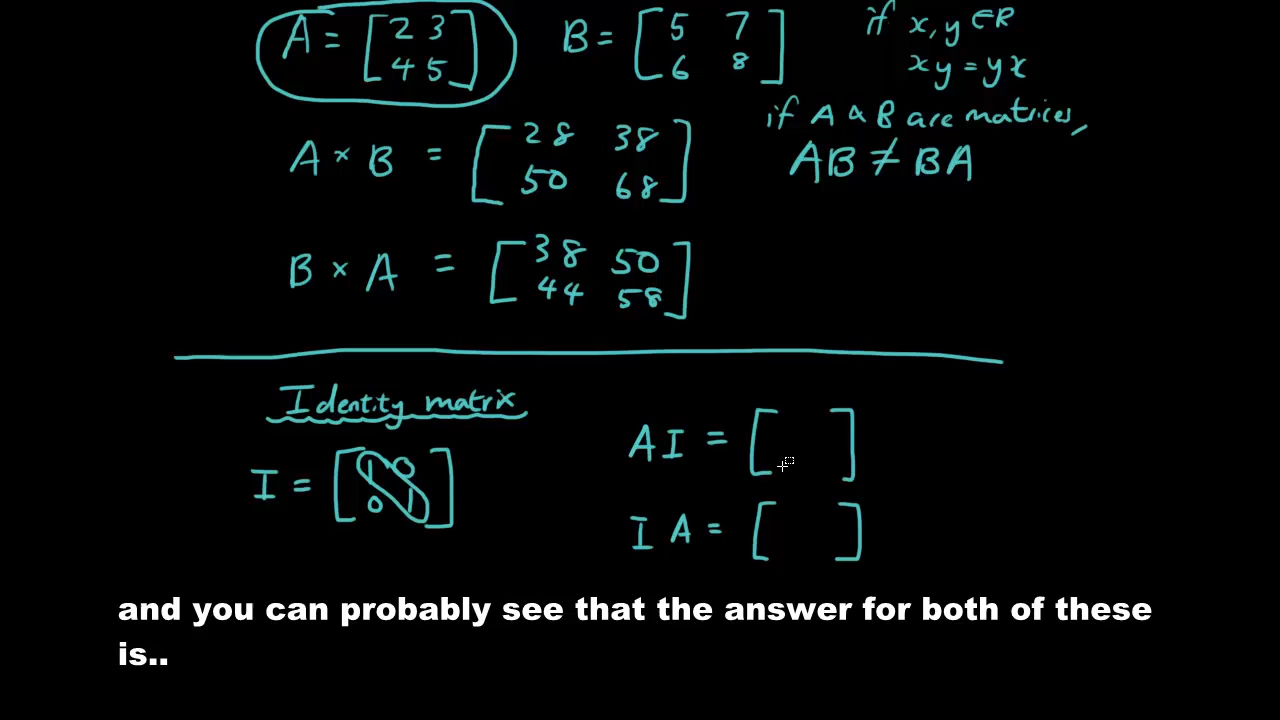 A = [2 3 4 5] B = [5 7 6 8] if x, y ∈ R
xy = yx
if A & B are matrices,
A × B = [28 38 50 68] AB ≠ BA
B × A = [38 50 44 58]
Identity matrix
I = [1 0 0 1] AI = [ ]
I A = [ ]
and you can probably see that the answer for both of these
is..